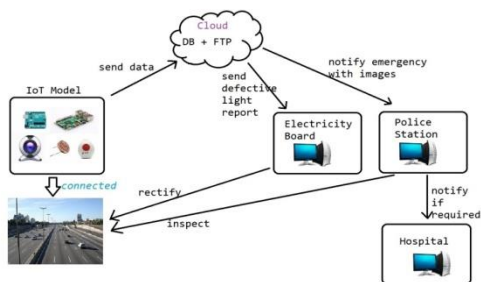 Cloud
DB + FTP
send data
send
defective
light
report
notify emergency
with images
IoT Model
Electricity
Board
Police
Station
connected
rectify
inspect
notify
if
required
Hospital